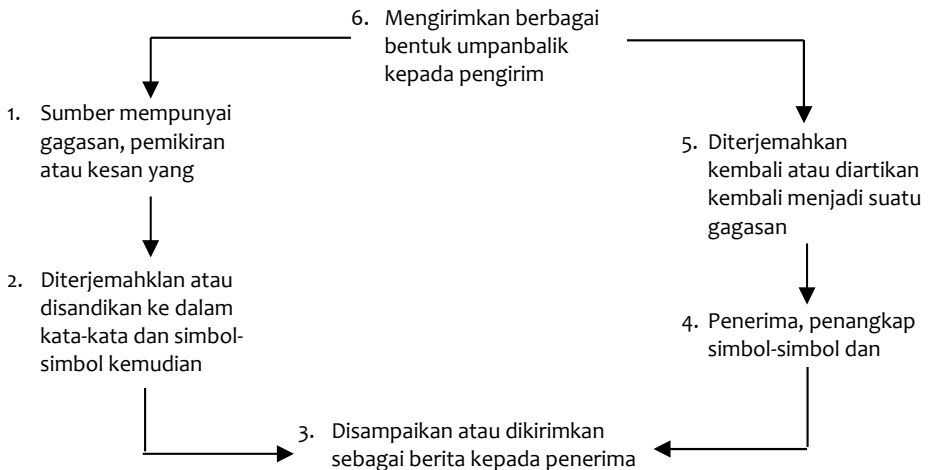 6. Mengirimkan berbagai
bentuk umpanbalik
kepada pengirim
1. Sumber mempunyai
gagasan, pemikiran
atau kesan yang
5. Diterjemahkan
kembali atau diartikan
kembali menjadi suatu
gagasan
2. Diterjemahklan atau
disandikan ke dalam
kata-kata dan simbol-
simbol kemudian
4. Penerima, penangkap
simbol-simbol dan
3. Disampaikan atau dikirimkan
sebagai berita kepada penerima